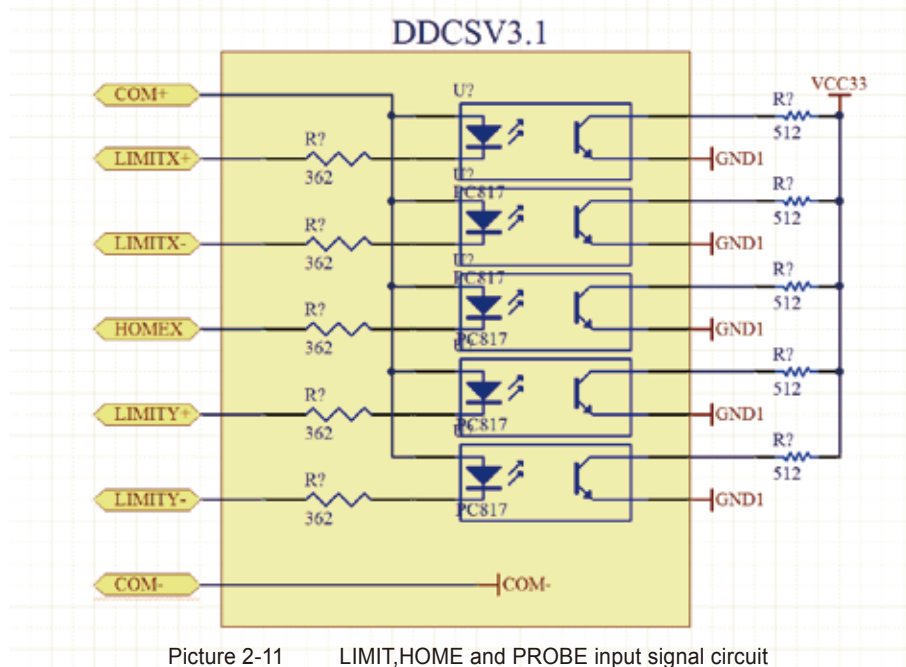 DDCSV3.1
COM+
U?
VCC33
R?
512
LIMITX+
R?
362
GND1
U?
PC817
R?
512
LIMITX-
R?
362
GND1
U?
PC817
R?
512
HOMEX
R?
362
GND1
PC817
R?
512
LIMITY+
R?
362
GND1
PC817
R?
512
LIMITY-
R?
362
GND1
PC817
COM-
COM-
Picture 2-11 LIMIT,HOME and PROBE input signal circuit